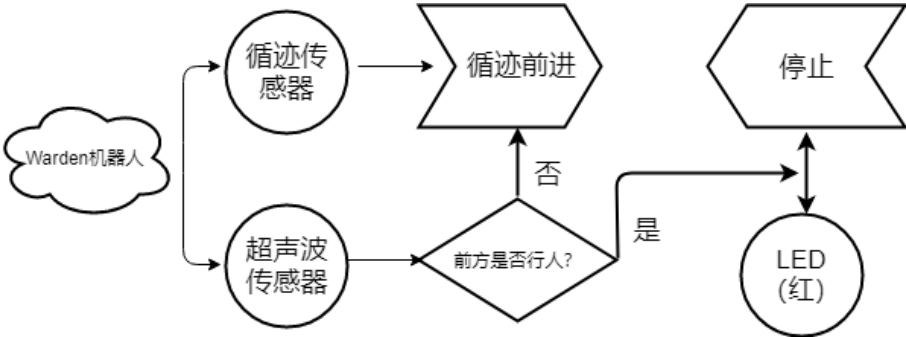 Warden机器人
循迹传
感器
循迹前进
停止
否
超声波
传感器
前方是否行人?
是
LED
(红)